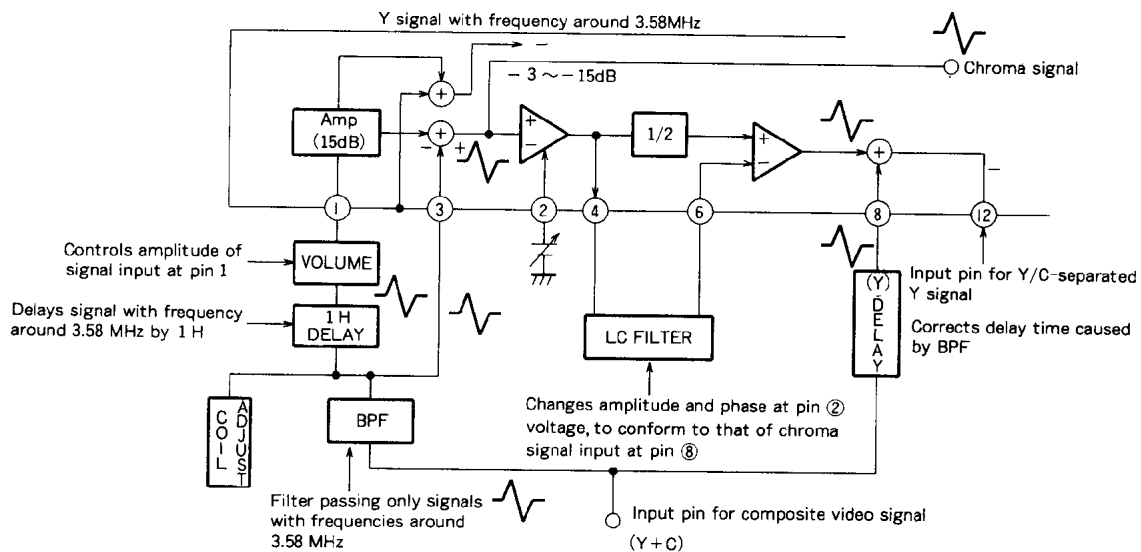 Y signal with frequency around 3.58MHz
−
− 3 ～ − 15dB
Chroma signal
Amp
(15dB)
+
+
−
+
+
−
1/2
+
−
+
−
1
3
2
4
6
8
12
Controls amplitude of
signal input at pin 1
VOLUME
Delays signal with frequency
around 3.58 MHz by 1 H
1 H
DELAY
LC FILTER
(Y)
DELAY
Input pin for Y/C-separated
Y signal
Corrects delay time caused
by BPF
COIL
ADJUST
BPF
Changes amplitude and phase at pin ②
voltage, to conform to that of chroma
signal input at pin ⑧
Filter passing only signals
with frequencies around
3.58 MHz
Input pin for composite video signal
(Y+C)